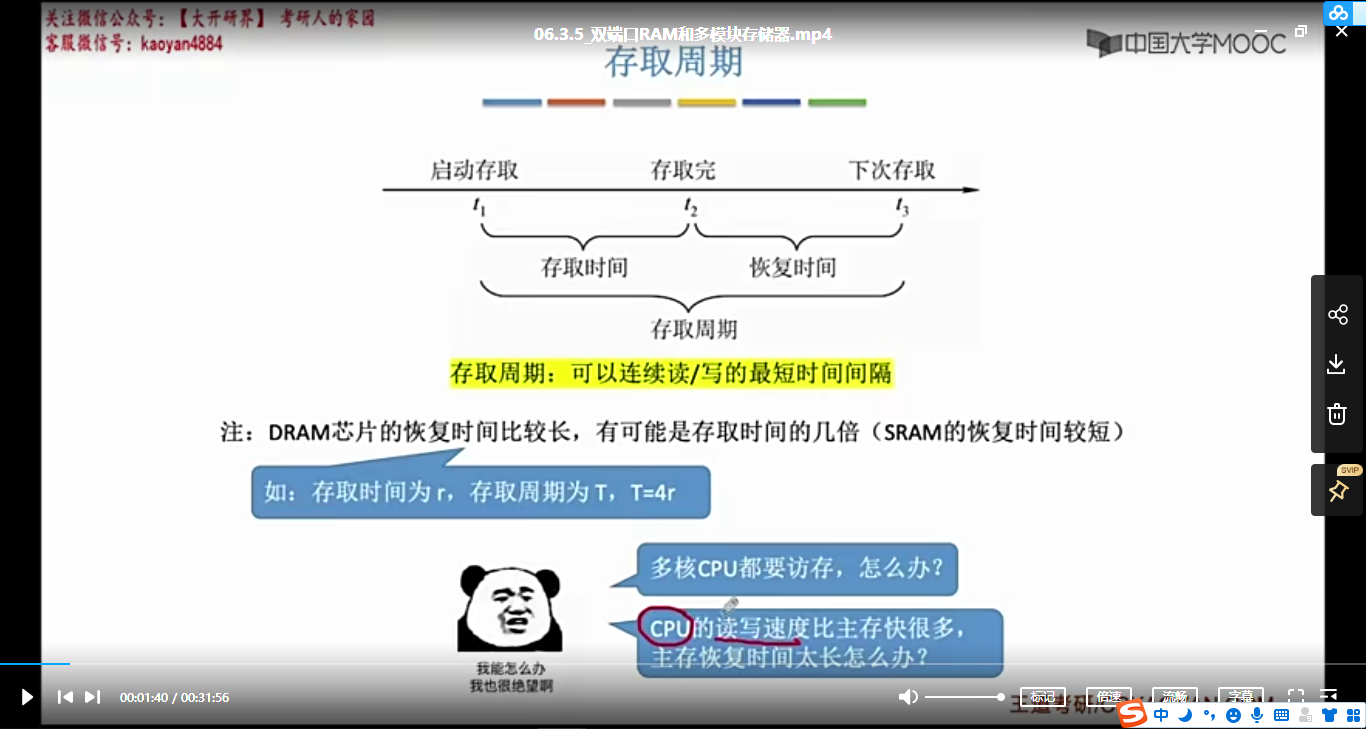 关注微信公众号：【大开研界】 考研人的家园
客服微信号：kaoyan4884
06.3.5_双端口RAM和多模块存储器.mp4
中国大学MOOC
存取周期
启动存取 存取完 下次存取
t1 t2 t3
存取时间 恢复时间
存取周期
存取周期：可以连续读/写的最短时间间隔
注：DRAM芯片的恢复时间比较长，有可能是存取时间的几倍（SRAM的恢复时间较短）
SVIP
如：存取时间为 r，存取周期为 T，T=4r
多核CPU都要访存，怎么办？
CPU的读写速度比主存快很多，
主存恢复时间太长怎么办？
我能怎么办
我也很绝望啊
00:01:40 / 00:31:56
标记 倍速 流畅 字幕
王道考研/
中